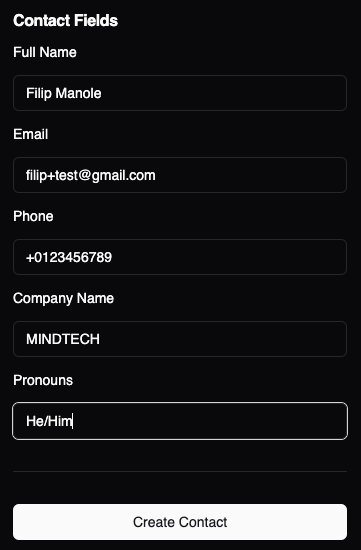 Contact Fields
Full Name
Filip Manole
Email
filip+test@gmail.com
Phone
+0123456789
Company Name
MINDTECH
Pronouns
He/Him
Create Contact